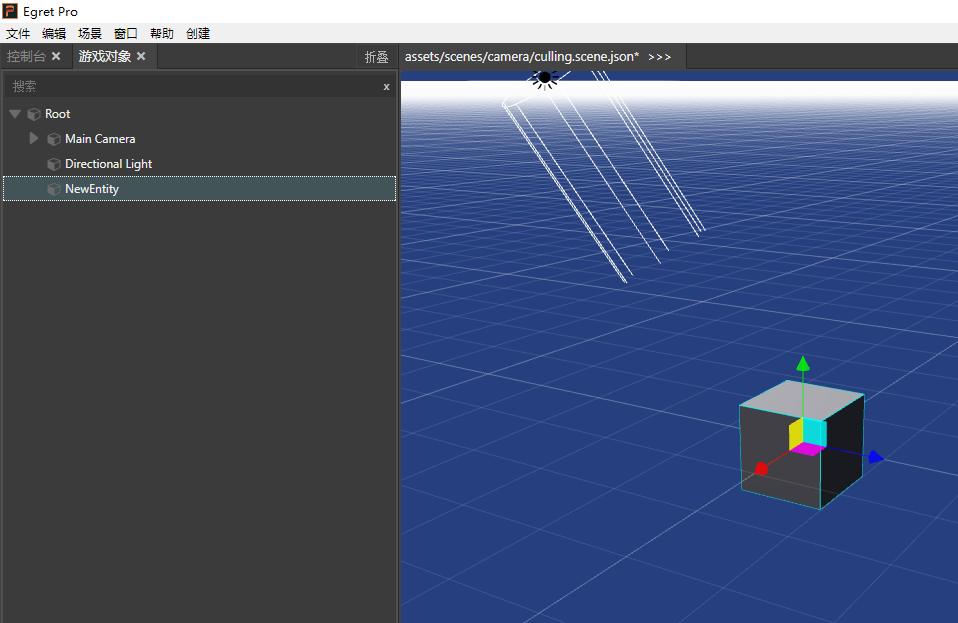 Egret Pro
文件 编辑 场景 窗口 帮助 创建
控制台 × 游戏对象 × 折叠 assets/scenes/camera/culling.scene.json* >>>
搜索 x
Root
Main Camera
Directional Light
NewEntity